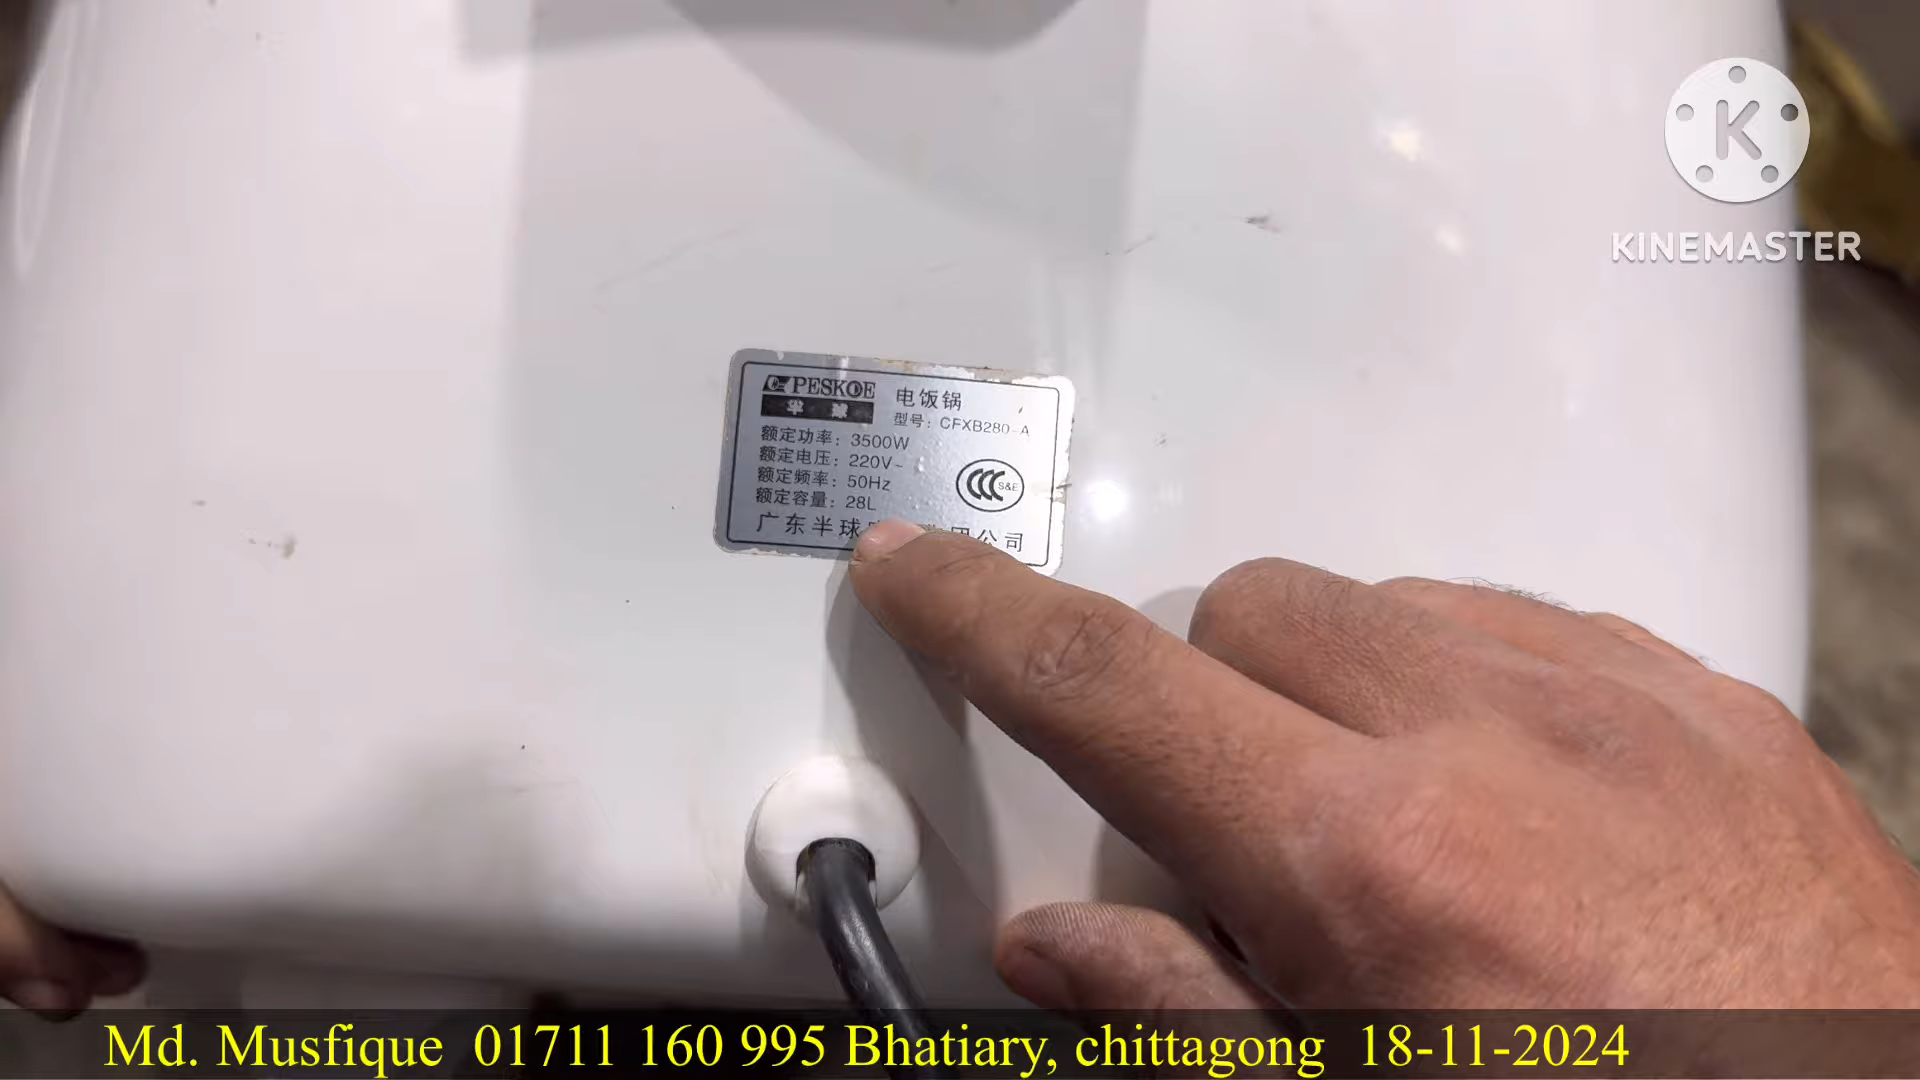 KINEMASTER
PESKOE
半球
电饭锅
型号: CFXB280-A
额定功率: 3500W
额定电压: 220V~
额定频率: 50Hz
额定容量: 28L
CCC S&E
广东半球 团公司
Md. Musfique 01711 160 995 Bhatiary, chittagong 18-11-2024